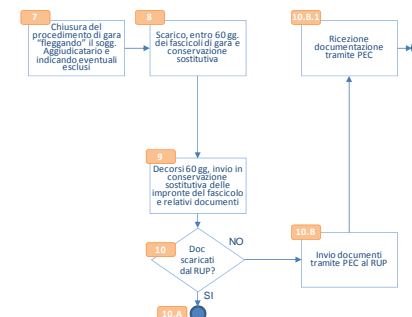 7
Chiusura del
procedimento di gara
"fleggando" il sogg.
Aggiudicatario e
indicando eventuali
esclusi
8
Scarico, entro 60 gg.
dei fascicoli di gara e
conservazione
sostitutiva
10.B.1
Ricezione
documentazione
tramite PEC
9
Decorsi 60 gg, invio in
conservazione
sostitutiva delle
impronte del fascicolo
e relativi documenti
10
Doc
scaricati
dal RUP?
NO
SI
10.B
Invio documenti
tramite PEC al RUP
10.A